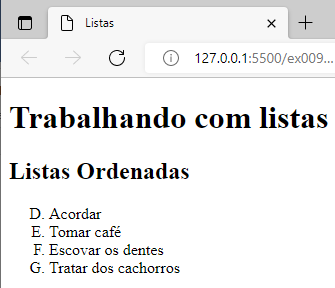 Listas
127.0.0.1:5500/ex009...
Trabalhando com listas
Listas Ordenadas
D. Acordar
E. Tomar café
F. Escovar os dentes
G. Tratar dos cachorros